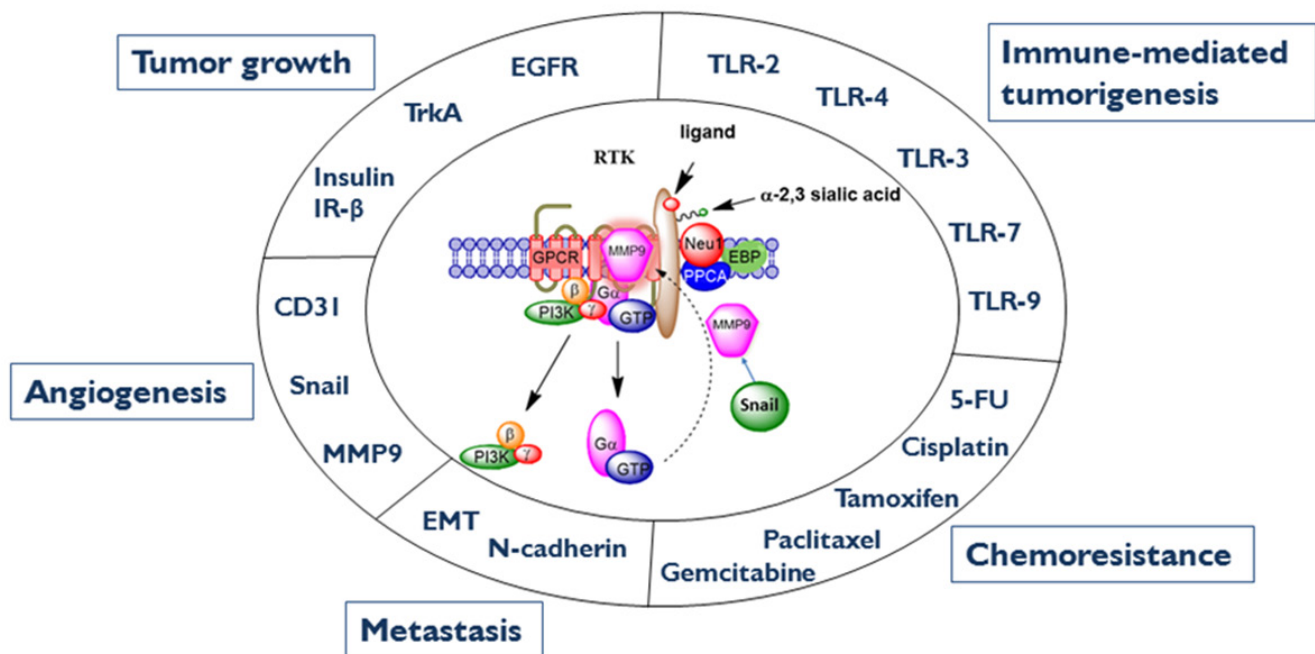 Tumor growth
EGFR
TrkA
Insulin
IR-β
TLR-2
TLR-4
TLR-3
TLR-7
TLR-9
Immune-mediated
tumorigenesis
ligand
RTK
α-2,3 sialic acid
GPCR
MMP9
Neu1
EBP
PPCA
β
Gα
PI3K
γ
GTP
MMP9
Snail
β
PI3K
γ
Gα
GTP
CD31
Snail
MMP9
Angiogenesis
5-FU
Cisplatin
Tamoxifen
Paclitaxel
Gemcitabine
Chemoresistance
EMT
N-cadherin
Metastasis